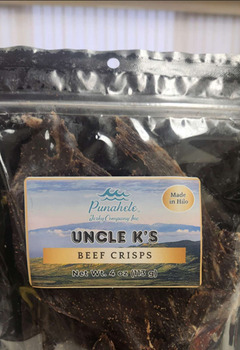 Punahele
Jerky Company Inc
Made
in Hilo
UNCLE K'S
BEEF CRISPS
Net Wt. 4 oz (113 g)